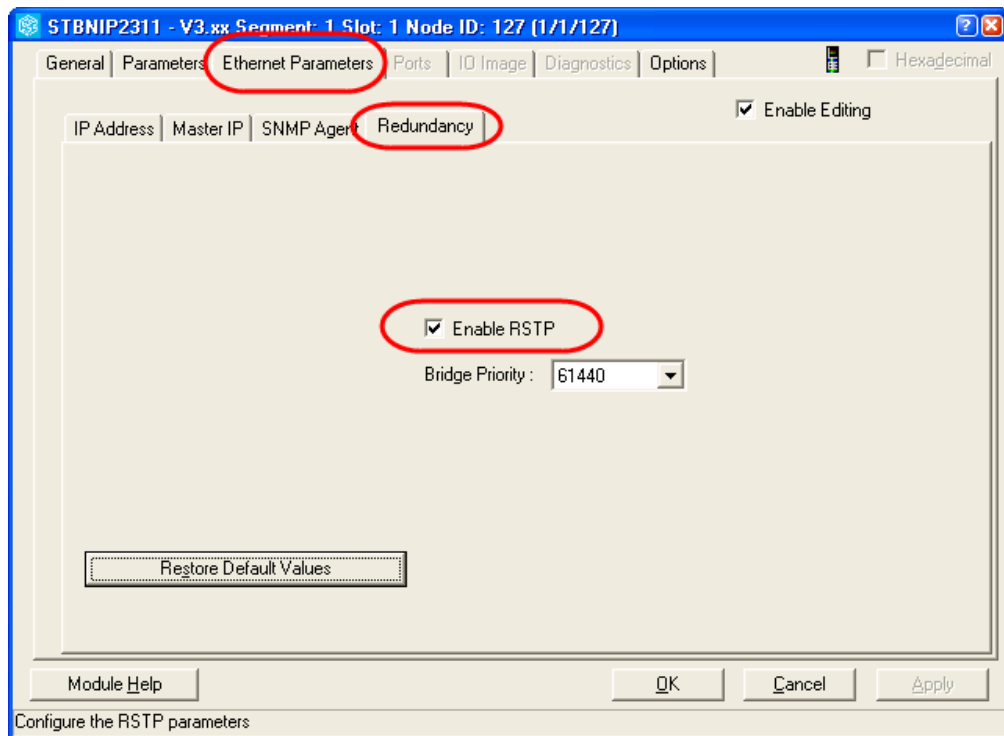 STBNIP2311 - V3.xx Segment: 1 Slot: 1 Node ID: 127 (1/1/127)
General Parameters Ethernet Parameters Ports IO Image Diagnostics Options Hexadecimal
Enable Editing
IP Address Master IP SNMP Agent Redundancy
Enable RSTP
Bridge Priority : 61440
Restore Default Values
Module Help OK Cancel Apply
Configure the RSTP parameters